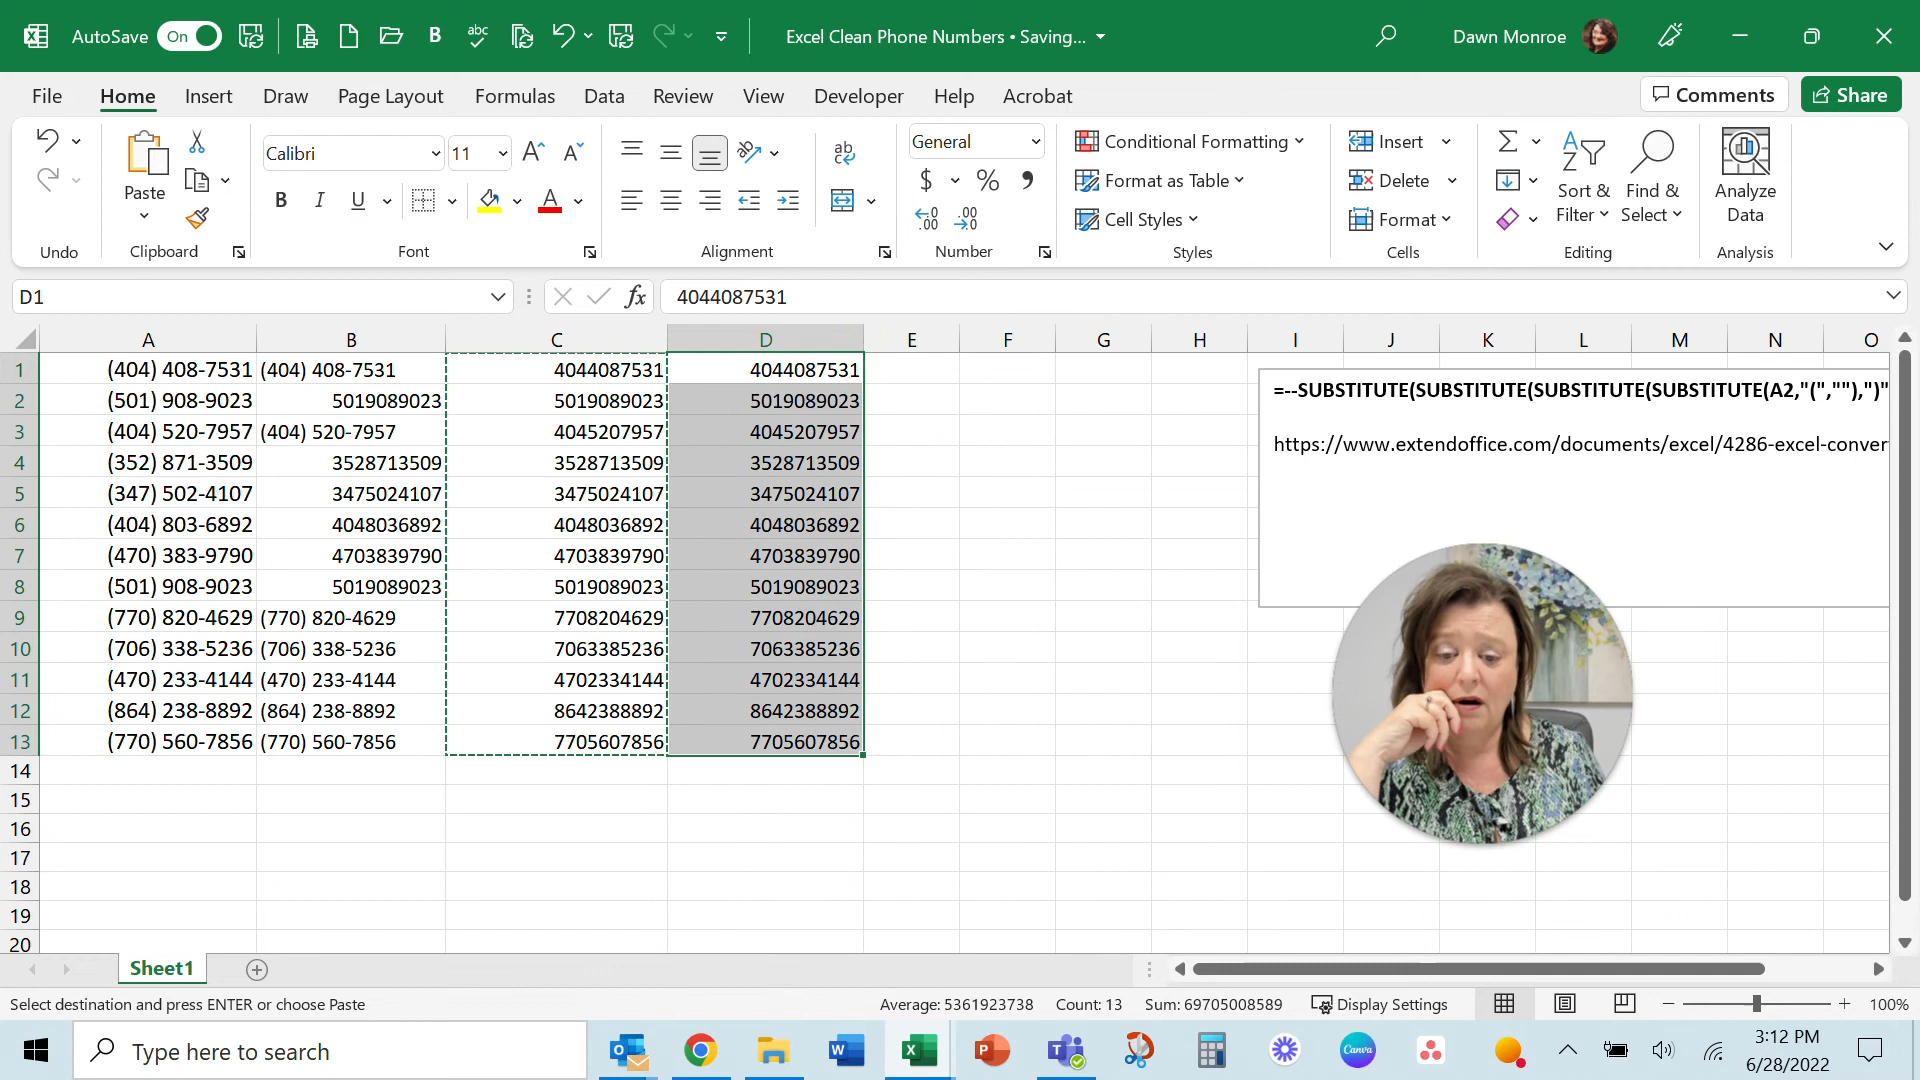 AutoSave On
Excel Clean Phone Numbers • Saving...
Dawn Monroe
File Home Insert Draw Page Layout Formulas Data Review View Developer Help Acrobat
Comments Share
Paste
Calibri 11
General
Conditional Formatting
Format as Table
Cell Styles
Insert
Delete
Format
Sort & Filter
Find & Select
Analyze Data
Undo Clipboard Font Alignment Number Styles Cells Editing Analysis
D1 fx 4044087531
A B C D E F G H I J K L M N O
1 (404) 408-7531 (404) 408-7531 4044087531 4044087531
2 (501) 908-9023 5019089023 5019089023 5019089023
3 (404) 520-7957 (404) 520-7957 4045207957 4045207957
4 (352) 871-3509 3528713509 3528713509 3528713509
5 (347) 502-4107 3475024107 3475024107 3475024107
6 (404) 803-6892 4048036892 4048036892 4048036892
7 (470) 383-9790 4703839790 4703839790 4703839790
8 (501) 908-9023 5019089023 5019089023 5019089023
9 (770) 820-4629 (770) 820-4629 7708204629 7708204629
10 (706) 338-5236 (706) 338-5236 7063385236 7063385236
11 (470) 233-4144 (470) 233-4144 4702334144 4702334144
12 (864) 238-8892 (864) 238-8892 8642388892 8642388892
13 (770) 560-7856 (770) 560-7856 7705607856 7705607856
14
15
16
17
18
19
20
=--SUBSTITUTE(SUBSTITUTE(SUBSTITUTE(SUBSTITUTE(A2,"(",""),")"
https://www.extendoffice.com/documents/excel/4286-excel-conver
Sheet1
Select destination and press ENTER or choose Paste
Average: 5361923738 Count: 13 Sum: 69705008589 Display Settings 100%
Type here to search
Canva
3:12 PM
6/28/2022